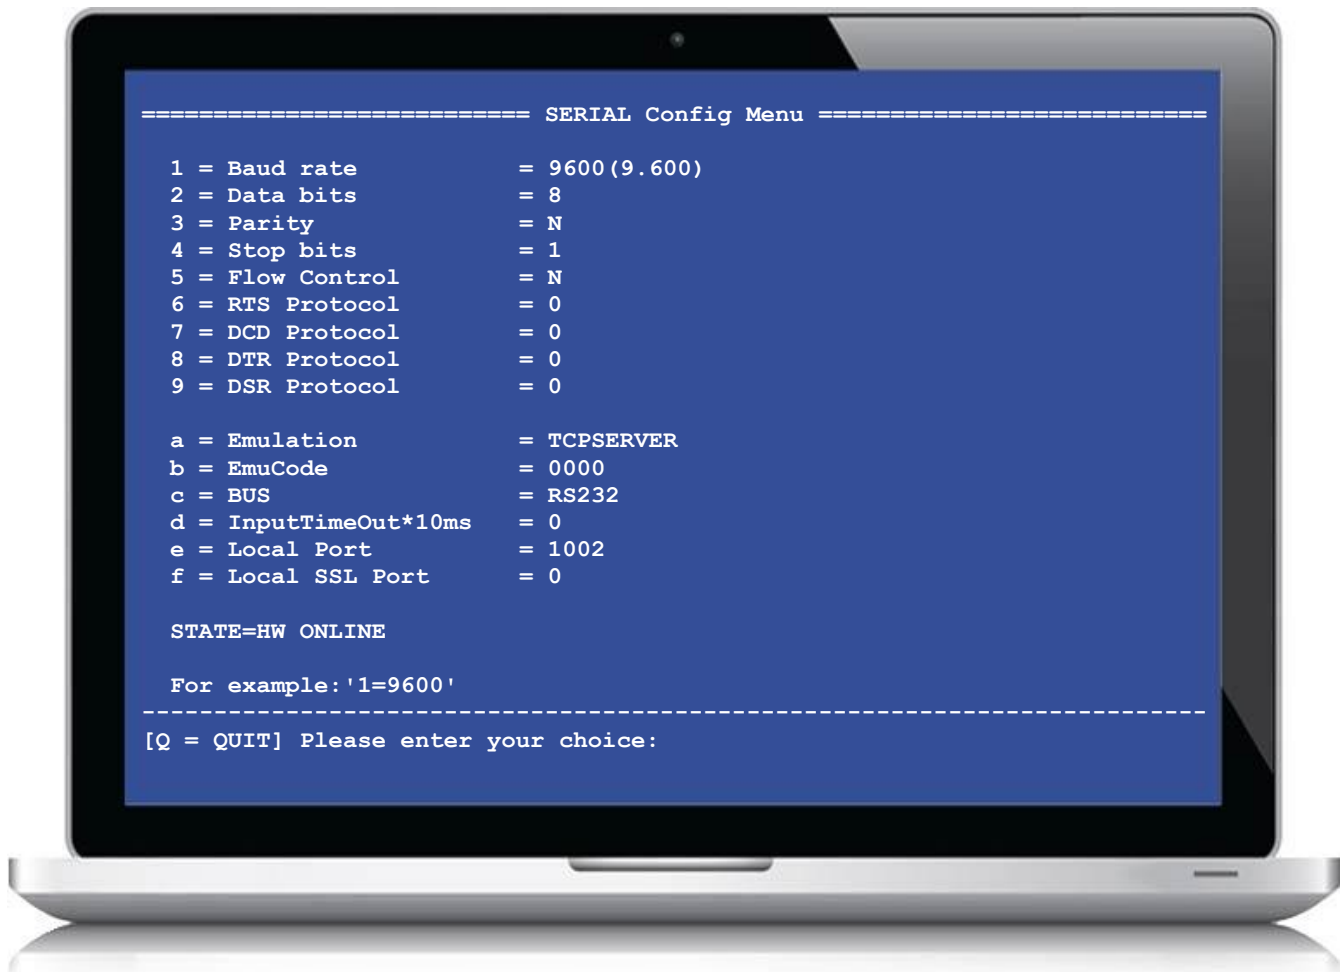 =========================== SERIAL Config Menu ===========================
1 = Baud rate = 9600(9.600)
2 = Data bits = 8
3 = Parity = N
4 = Stop bits = 1
5 = Flow Control = N
6 = RTS Protocol = 0
7 = DCD Protocol = 0
8 = DTR Protocol = 0
9 = DSR Protocol = 0
a = Emulation = TCPSERVER
b = EmuCode = 0000
c = BUS = RS232
d = InputTimeOut*10ms = 0
e = Local Port = 1002
f = Local SSL Port = 0
STATE=HW ONLINE
For example:'1=9600'
--------------------------------------------------------------------------
[Q = QUIT] Please enter your choice: